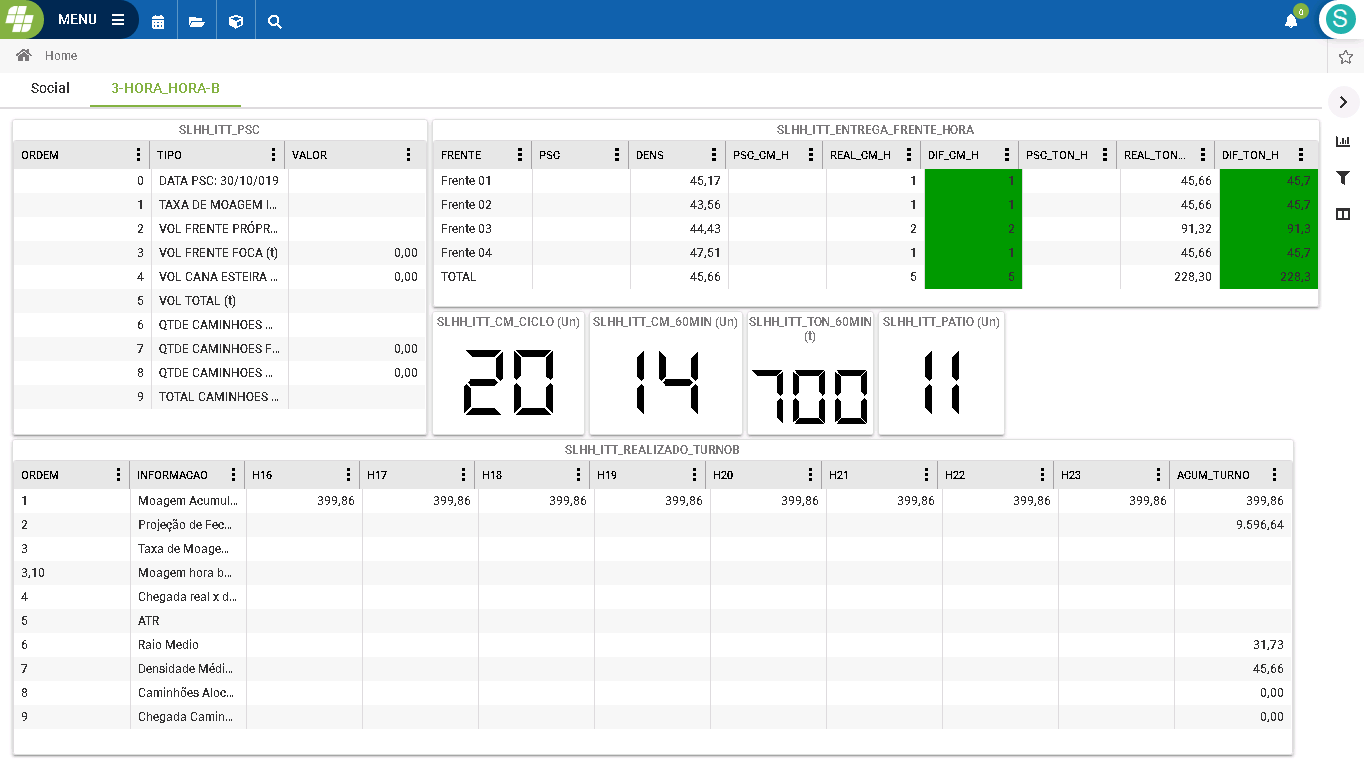 MENU
0
S
Home
Social 3-HORA_HORA-B
SLHH_ITT_PSC
ORDEM TIPO VALOR
0 DATA PSC: 30/10/019
1 TAXA DE MOAGEM I...
2 VOL FRENTE PRÓPR...
3 VOL FRENTE FOCA (t) 0,00
4 VOL CANA ESTEIRA ... 0,00
5 VOL TOTAL (t)
6 QTDE CAMINHOES ...
7 QTDE CAMINHOES F... 0,00
8 QTDE CAMINHOES ... 0,00
9 TOTAL CAMINHOES ...
SLHH_ITT_ENTREGA_FRENTE_HORA
FRENTE PSC DENS PSC_CM_H REAL_CM_H DIF_CM_H PSC_TON_H REAL_TON... DIF_TON_H
Frente 01 45,17 1 1 45,66 45,7
Frente 02 43,56 1 1 45,66 45,7
Frente 03 44,43 2 2 91,32 91,3
Frente 04 47,51 1 1 45,66 45,7
TOTAL 45,66 5 5 228,30 228,3
SLHH_ITT_CM_CICLO (Un)
20
SLHH_ITT_CM_60MIN (Un)
14
SLHH_ITT_TON_60MIN
(t)
700
SLHH_ITT_PATIO (Un)
11
SLHH_ITT_REALIZADO_TURNOB
ORDEM INFORMACAO H16 H17 H18 H19 H20 H21 H22 H23 ACUM_TURNO
1 Moagem Acumul... 399,86 399,86 399,86 399,86 399,86 399,86 399,86 399,86 399,86
2 Projeção de Fec... 9.596,64
3 Taxa de Moage...
3,10 Moagem hora b...
4 Chegada real x d...
5 ATR
6 Raio Medio 31,73
7 Densidade Médi... 45,66
8 Caminhões Aloc... 0,00
9 Chegada Camin... 0,00